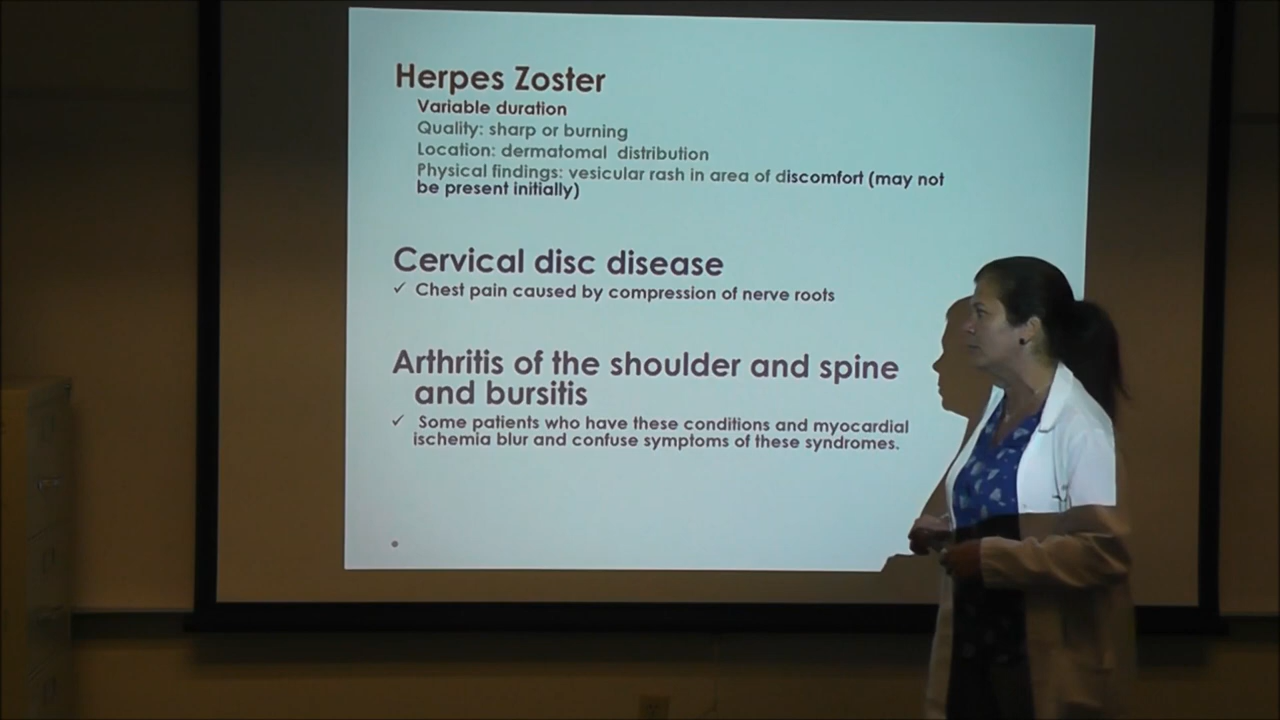 Herpes Zoster
Variable duration
Quality: sharp or burning
Location: dermatomal distribution
Physical findings: vesicular rash in area of discomfort (may not
be present initially)
Cervical disc disease
✓ Chest pain caused by compression of nerve roots
Arthritis of the shoulder and spine
and bursitis
✓ Some patients who have these conditions and myocardial
ischemia blur and confuse symptoms of these syndromes.